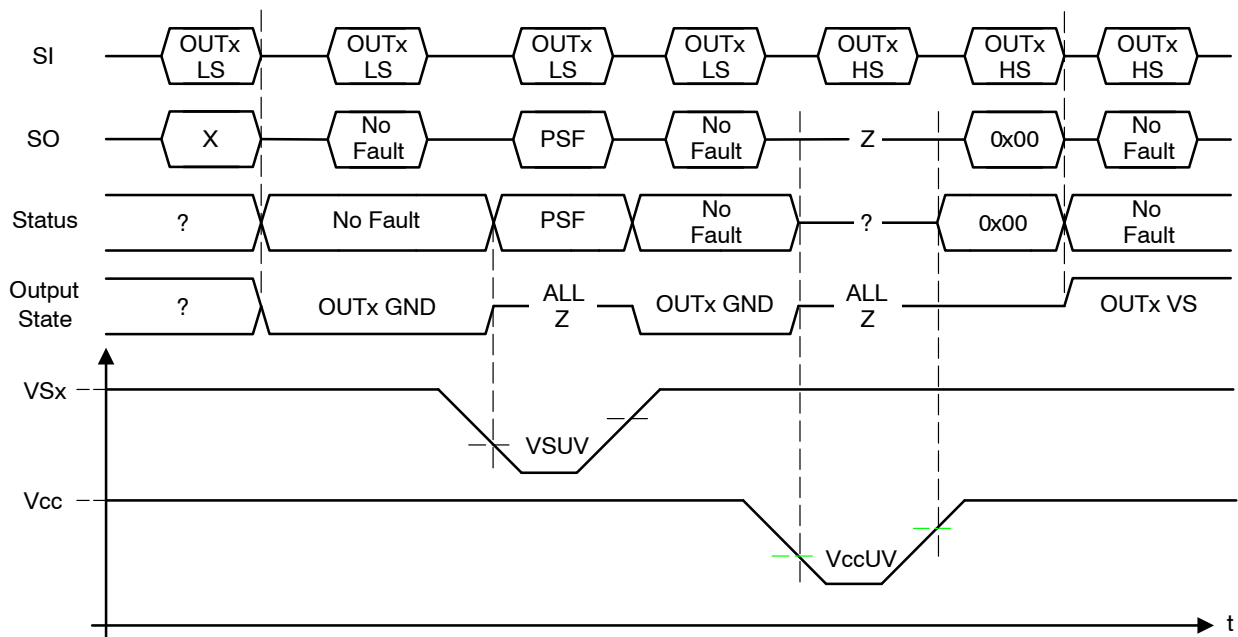 SI
OUTx
LS
OUTx
LS
OUTx
LS
OUTx
LS
OUTx
HS
OUTx
HS
OUTx
HS
SO
X
No
Fault
PSF
No
Fault
Z
0x00
No
Fault
Status
?
No Fault
PSF
No
Fault
?
0x00
No
Fault
Output
State
?
OUTx GND
ALL
Z
OUTx GND
ALL
Z
OUTx VS
VSx
VSUV
Vcc
VccUV
t